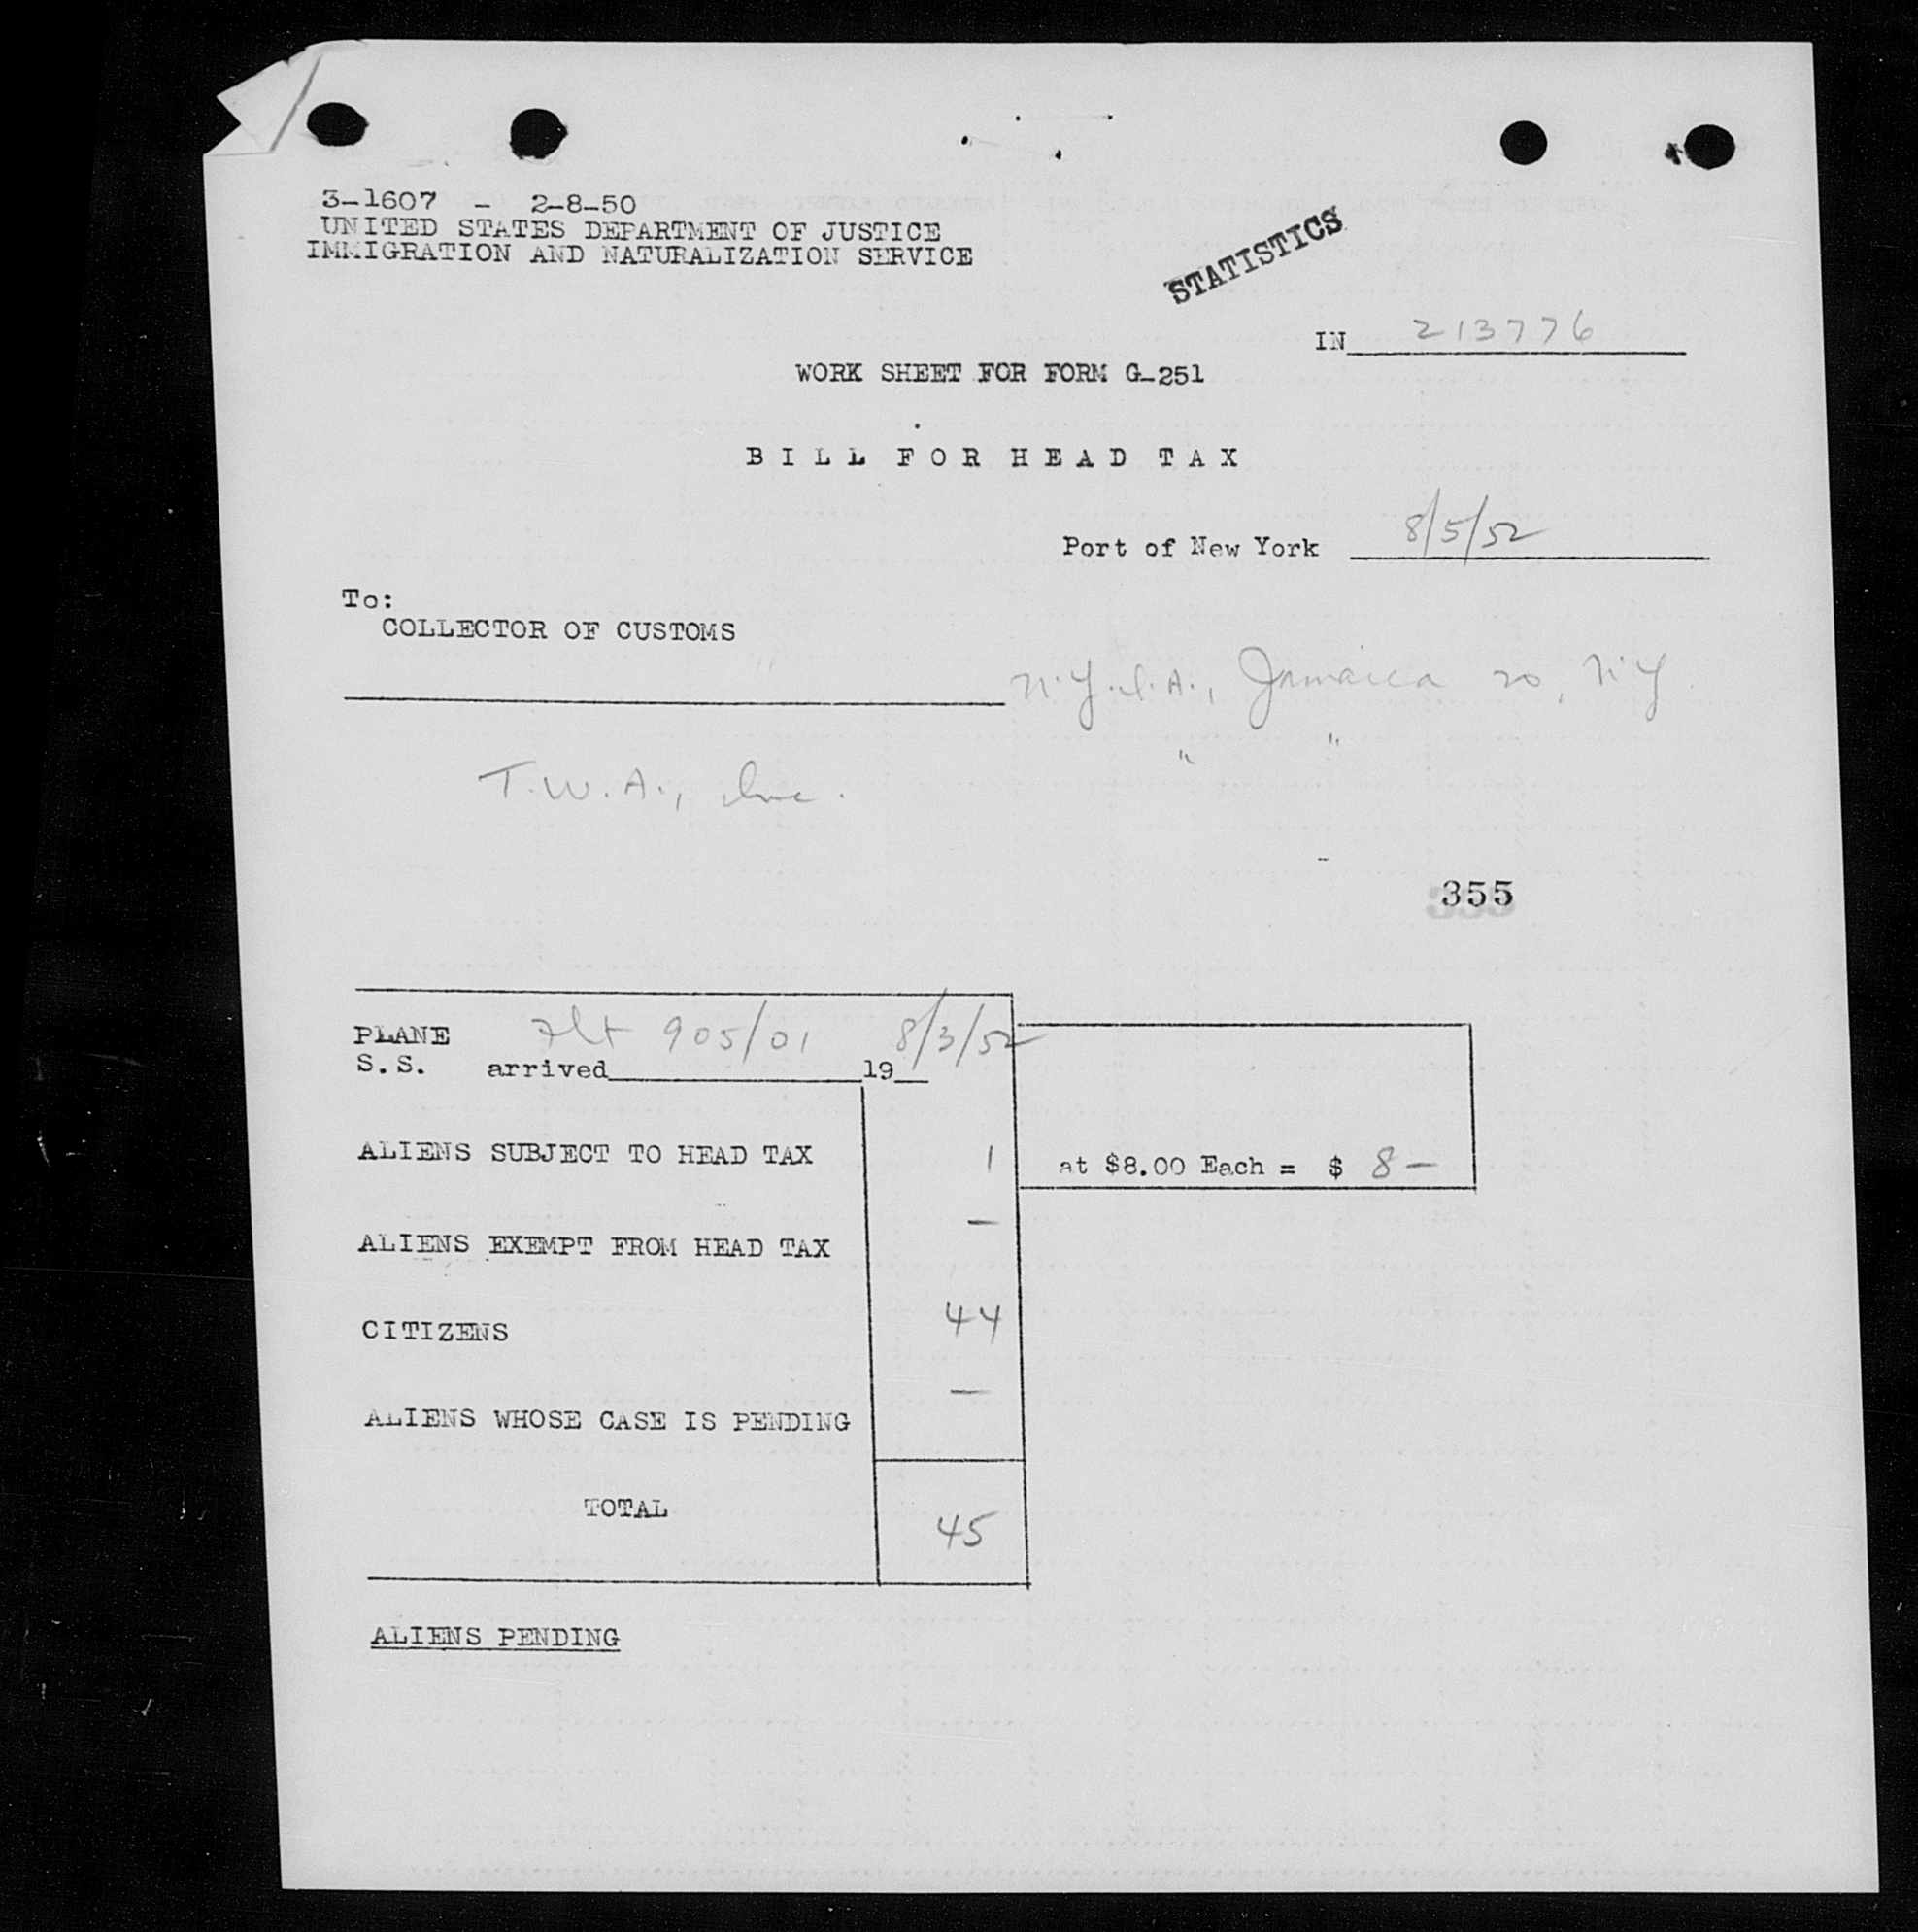 3-1607 - 2-8-50
UNITED STATES DEPARTMENT OF JUSTICE
IMMIGRATION AND NATURALIZATION SERVICE
STATISTICS
IN 213776
WORK SHEET FOR FORM G-251
BILL FOR HEAD TAX
Port of New York 8/5/52
To:
COLLECTOR OF CUSTOMS
N.Y.I.A., Jamaica 20, N.Y.
" "
T.W.A., Inc.
355
PLANE Flt 905/01 8/3/52
S.S. arrived 19
ALIENS SUBJECT TO HEAD TAX 1 at $8.00 Each = $ 8 —
ALIENS EXEMPT FROM HEAD TAX —
CITIZENS 44
ALIENS WHOSE CASE IS PENDING —
TOTAL 45
ALIENS PENDING